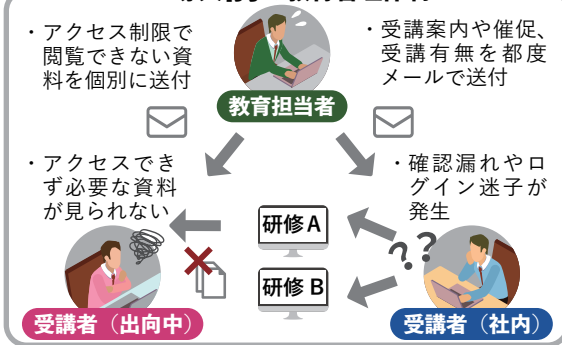 ・アクセス制限で
閲覧できない資
料を個別に送付
・受講案内や催促、
受講有無を都度
メールで送付
教育担当者
・アクセスでき
ず必要な資料
が見られない
・確認漏れやロ
グイン迷子が
発生
研修A
研修B
??
受講者（出向中）
受講者（社内）